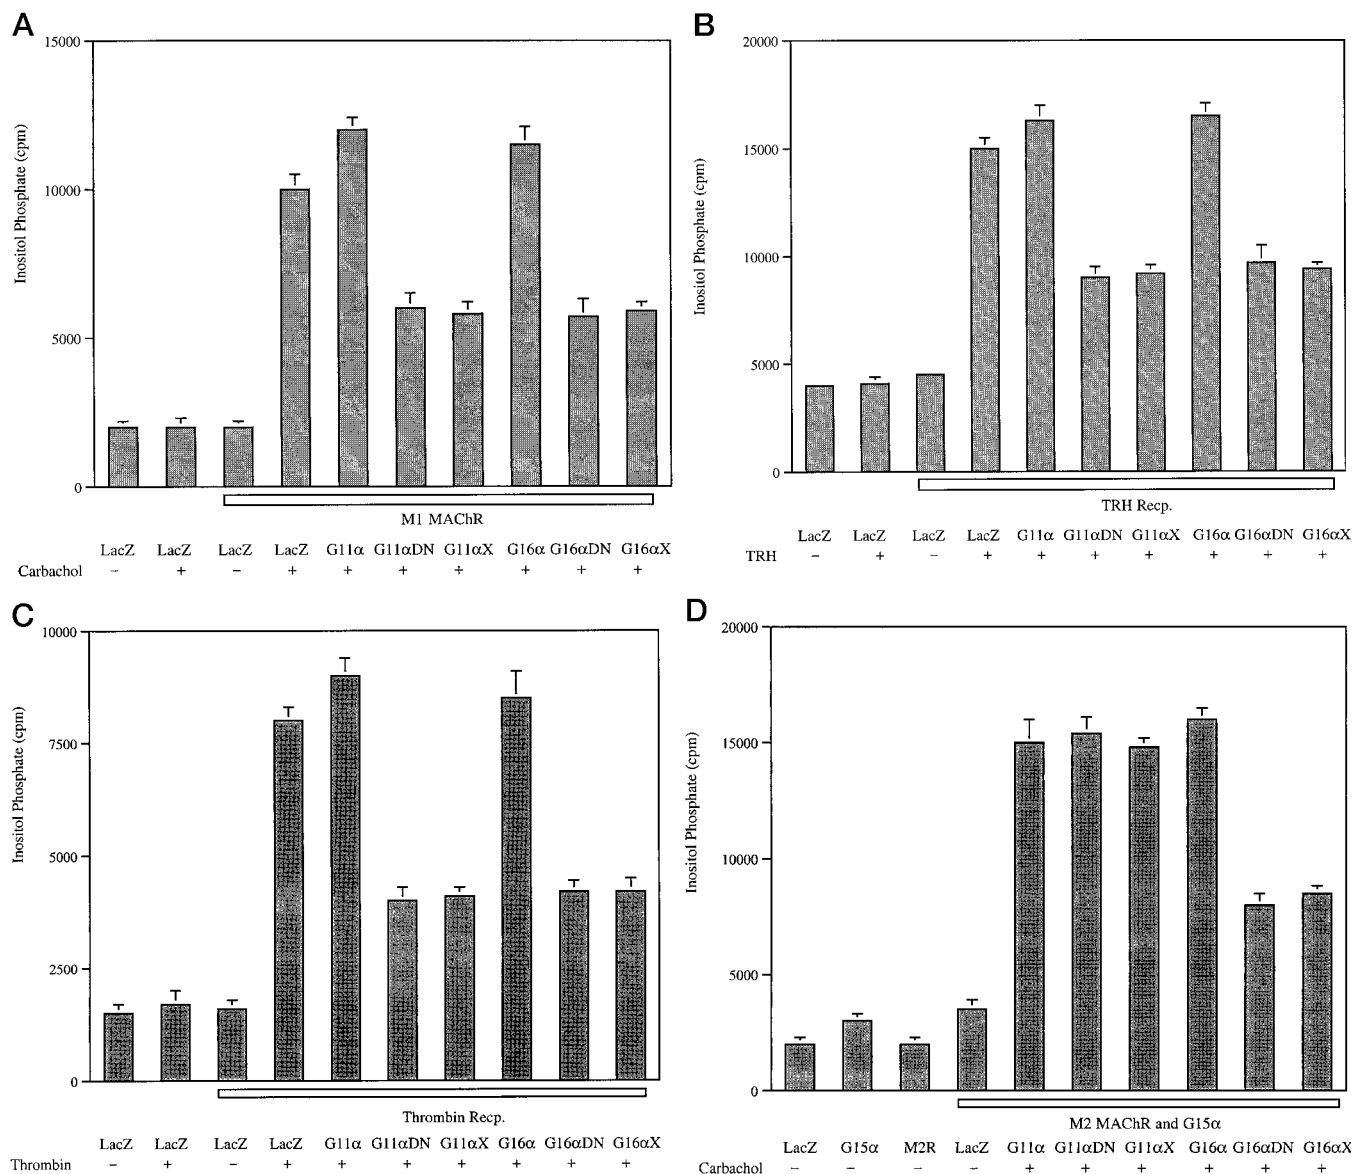 A
15000
10000
5000
0
Inositol Phosphate (cpm)
M1 MAChR
LacZ LacZ LacZ LacZ G11α G11αDN G11αX G16α G16αDN G16αX
Carbachol – + – + + + + + + +
B
20000
15000
10000
5000
0
Inositol Phosphate (cpm)
TRH Recp.
LacZ LacZ LacZ LacZ G11α G11αDN G11αX G16α G16αDN G16αX
TRH – + – + + + + + + +
C
10000
7500
5000
2500
0
Inositol Phosphate (cpm)
Thrombin Recp.
LacZ LacZ LacZ LacZ G11α G11αDN G11αX G16α G16αDN G16αX
Thrombin – + – + + + + + + +
D
20000
15000
10000
5000
0
Inositol Phosphate (cpm)
M2 MAChR and G15α
LacZ G15α M2R LacZ G11α G11αDN G11αX G16α G16αDN G16αX
Carbachol – – – – + + + + + +